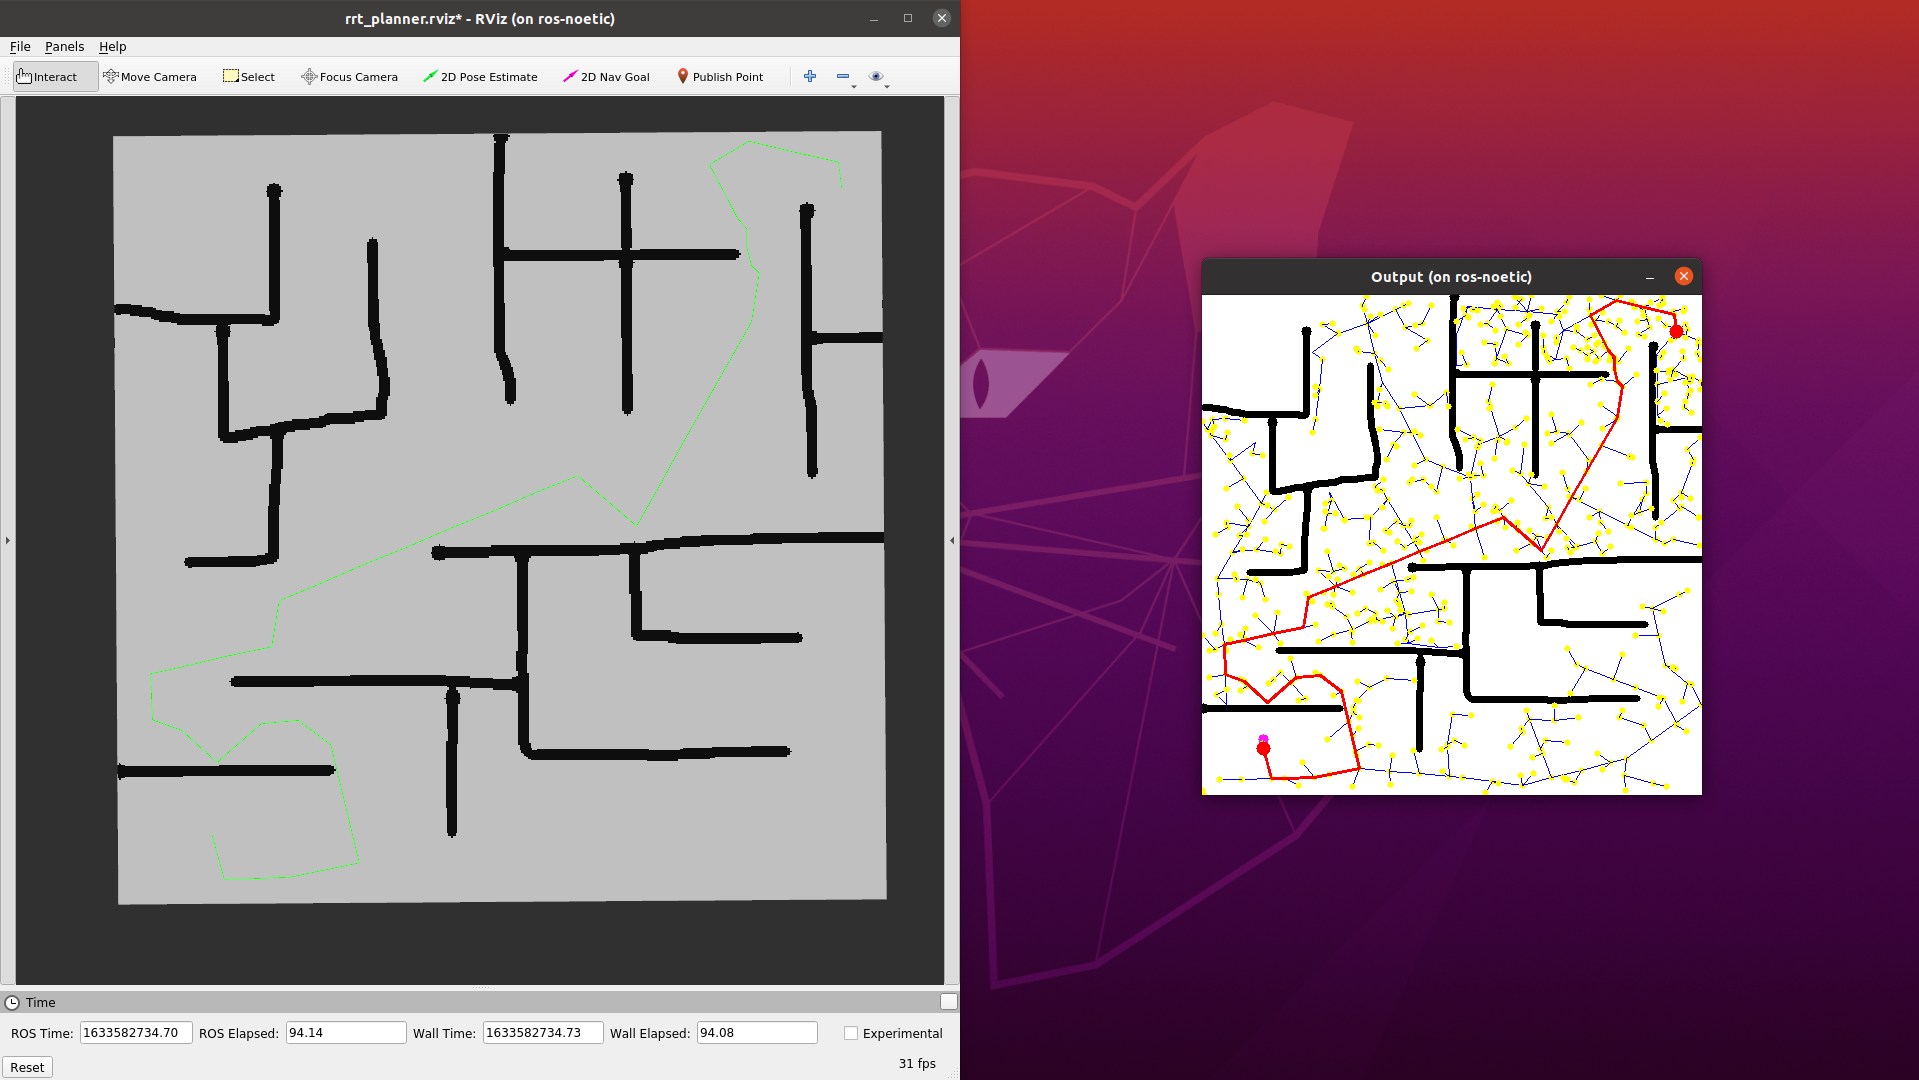 rrt_planner.rviz* - RViz (on ros-noetic)
File Panels Help
Interact Move Camera Select Focus Camera 2D Pose Estimate 2D Nav Goal Publish Point
Output (on ros-noetic)
Time
ROS Time: 1633582734.70 ROS Elapsed: 94.14 Wall Time: 1633582734.73 Wall Elapsed: 94.08 Experimental
Reset 31 fps